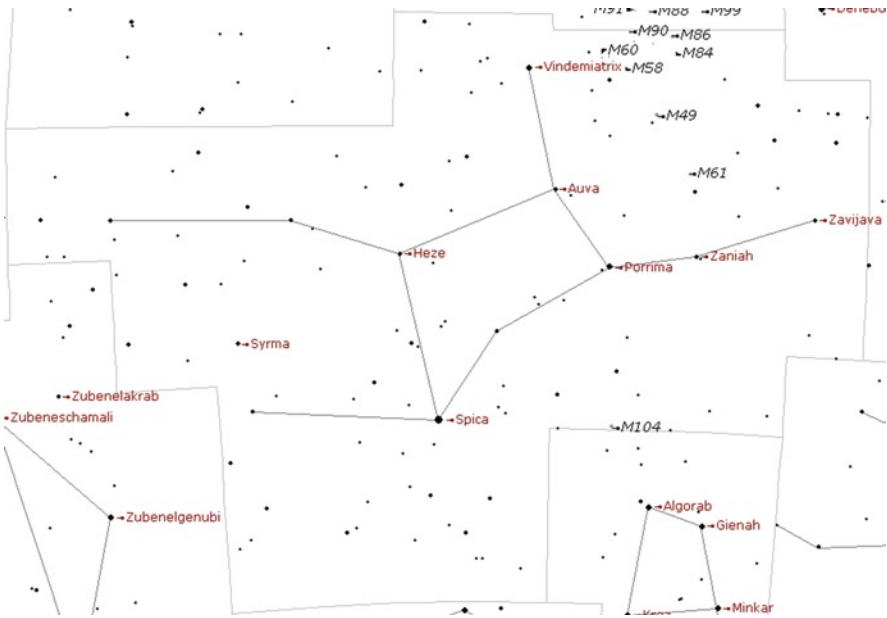 M91
M88
M99
M90
M86
M60
M84
Vindemiatrix
M58
M49
M61
Auva
Zavijava
Heze
Zaniah
Porrima
Syrma
Zubenelakrab
Zubeneschamali
Spica
M104
Algorab
Zubenelgenubi
Gienah
Minkar